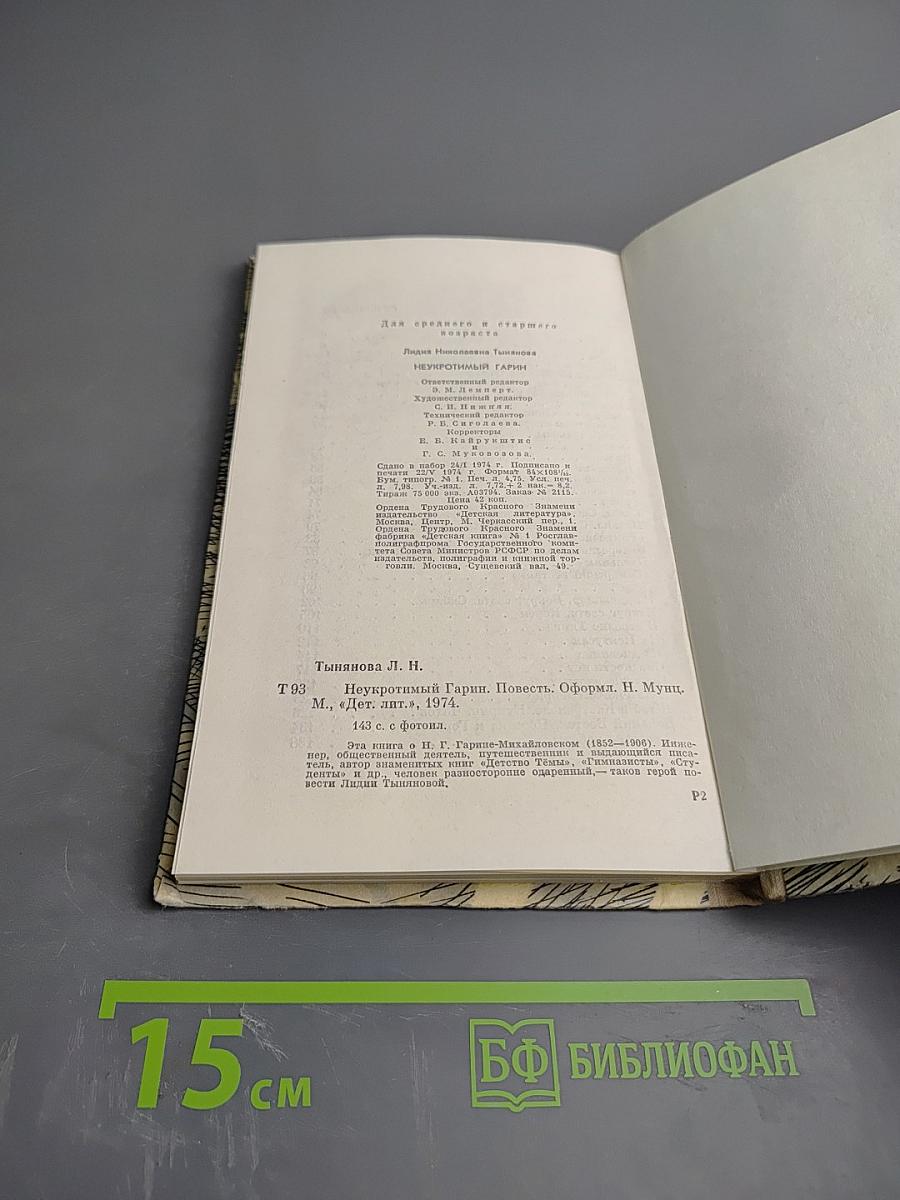 Для среднего и старшего
возраста
Лидия Николаевна Тынянова
НЕУКРОТИМЫЙ ГАРИН
Ответственный редактор
Э. М. Лемперт.
Художественный редактор
С. И. Нижняя.
Технический редактор
Р. Б. Сиголаева.
Корректоры
Е. Б. Кайрукштис
и
Г. С. Муковозова.
Сдано в набор 24/I 1974 г. Подписано к
печати 22/V 1974 г. Формат 84×108¹/₃₂.
Бум. типогр. № 1. Печ. л. 4,75. Усл. печ.
л. 7,98. Уч.-изд. л. 7,72.+ 2 нак.= 8,2.
Тираж 75 000 экз. А03794. Заказ № 2115.
Цена 42 коп.
Ордена Трудового Красного Знамени
издательство «Детская литература».
Москва, Центр, М. Черкасский пер., 1.
Ордена Трудового Красного Знамени
фабрика «Детская книга» № 1 Росглав-
полиграфпрома Государственного коми-
тета Совета Министров РСФСР по делам
издательств, полиграфии и книжной тор-
говли. Москва, Сущевский вал, 49.
Тынянова Л. Н.
Т 93 Неукротимый Гарин. Повесть. Оформл. Н. Мунц.
М., «Дет. лит.», 1974.
143 с. с фотоил.
Эта книга о Н. Г. Гарине-Михайловском (1852—1906). Инже-
нер, общественный деятель, путешественник и выдающийся писа-
тель, автор знаменитых книг «Детство Тёмы», «Гимназисты», «Сту-
денты» и др., человек разносторонне одаренный,— таков герой по-
вести Лидии Тыняновой.
Р2
15 см
БФ БИБЛИОФАН